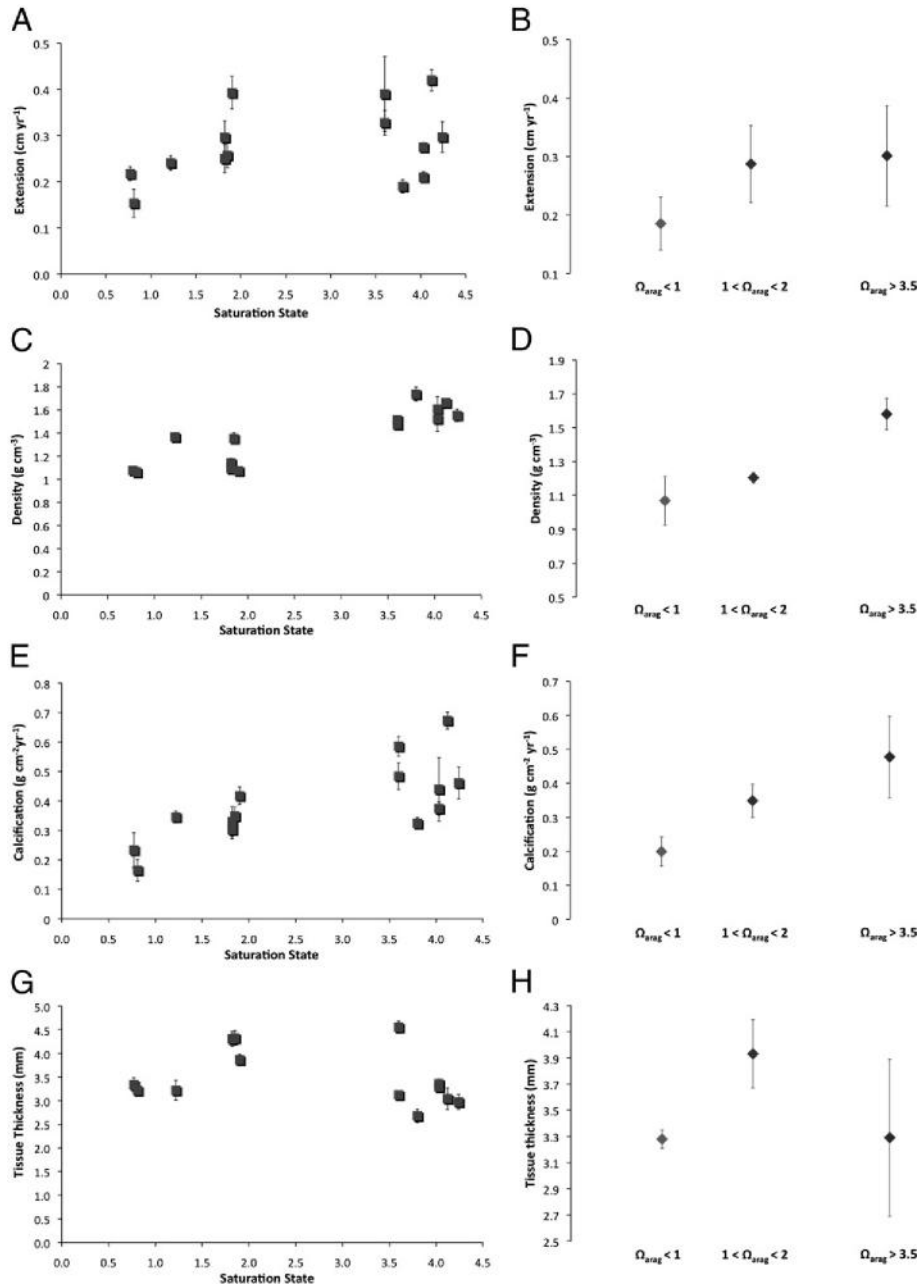 A
Extension (cm yr-1)
0.5
0.4
0.3
0.2
0.1
0.0
0.0 0.5 1.0 1.5 2.0 2.5 3.0 3.5 4.0 4.5
Saturation State
B
Extension (cm yr-1)
0.5
0.4
0.3
0.2
0.1
Ωarag < 1 1 < Ωarag < 2 Ωarag > 3.5
C
Density (g cm-3)
2
1.8
1.6
1.4
1.2
1
0.8
0.6
0.4
0.2
0
0.0 0.5 1.0 1.5 2.0 2.5 3.0 3.5 4.0 4.5
Saturation State
D
Density (g cm-3)
1.9
1.7
1.5
1.3
1.1
0.9
0.7
0.5
Ωarag < 1 1 < Ωarag < 2 Ωarag > 3.5
E
Calcification (g cm-2yr-1)
0.8
0.7
0.6
0.5
0.4
0.3
0.2
0.1
0
0.0 0.5 1.0 1.5 2.0 2.5 3.0 3.5 4.0 4.5
Saturation State
F
Calcification (g cm-2 yr-1)
0.7
0.6
0.5
0.4
0.3
0.2
0.1
0
Ωarag < 1 1 < Ωarag < 2 Ωarag > 3.5
G
Tissue Thickness (mm)
5.0
4.5
4.0
3.5
3.0
2.5
2.0
1.5
1.0
0.5
0.0
0.0 0.5 1.0 1.5 2.0 2.5 3.0 3.5 4.0 4.5
Saturation State
H
Tissue thickness (mm)
4.3
4.1
3.9
3.7
3.5
3.3
3.1
2.9
2.7
2.5
Ωarag < 1 1 < Ωarag < 2 Ωarag > 3.5